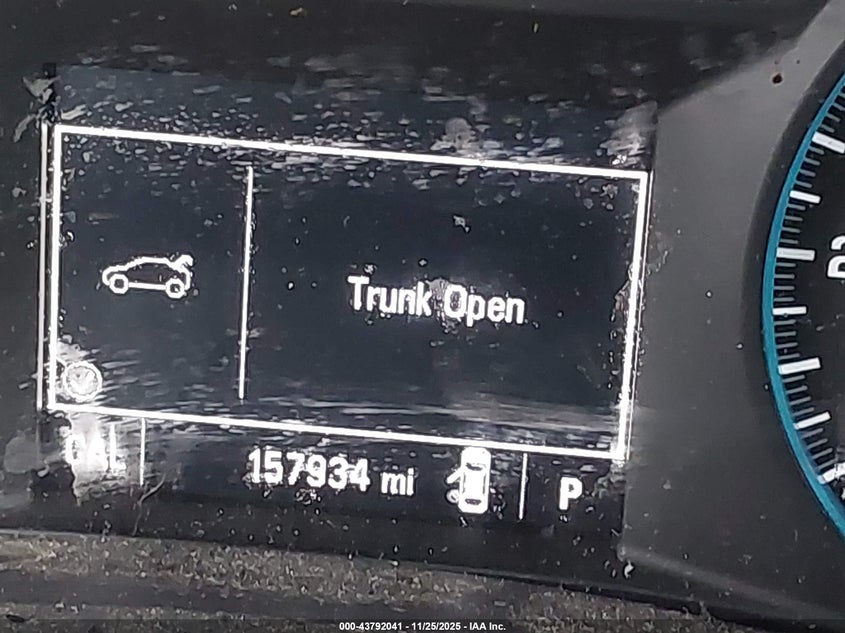 Trunk Open
157934 mi
P
000-43792041 - 11/25/2025 - IAA Inc.